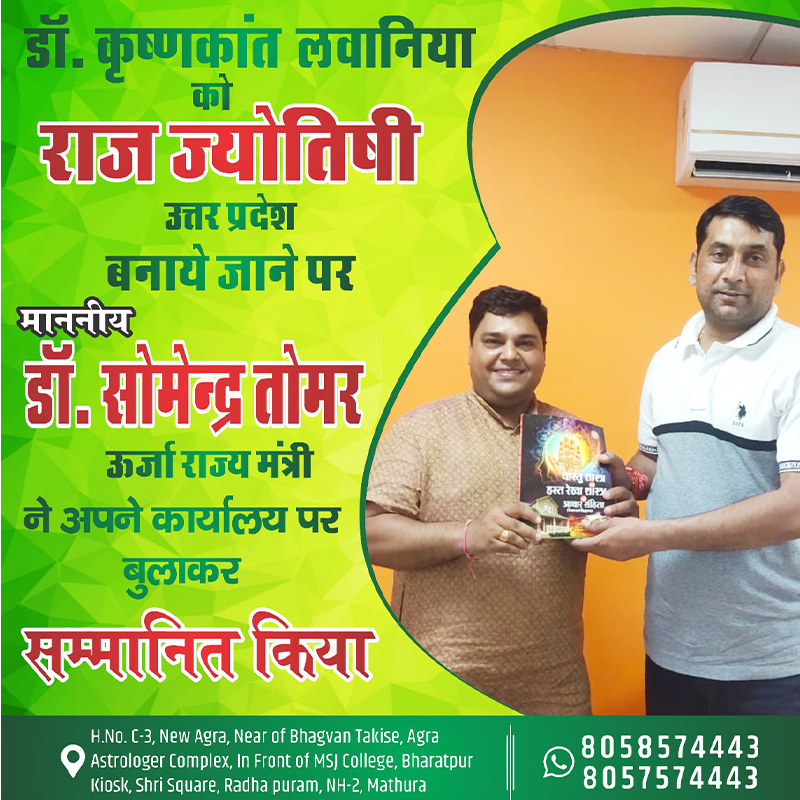 डॉ. कृष्णकांत लवानिया
को
राज ज्योतिषी
उत्तर प्रदेश
बनाये जाने पर
माननीय
डॉ. सोमेन्द्र तोमर
ऊर्जा राज्य मंत्री
ने अपने कार्यालय पर
बुलाकर
सम्मानित किया
वास्तु शास्त्र
हस्त रेखा शास्त्र
आचार संहिता
H.No. C-3, New Agra, Near of Bhagvan Takise, Agra
Astrologer Complex, In Front of MSJ College, Bharatpur
Kiosk, Shri Square, Radha puram, NH-2, Mathura
8058574443
8057574443